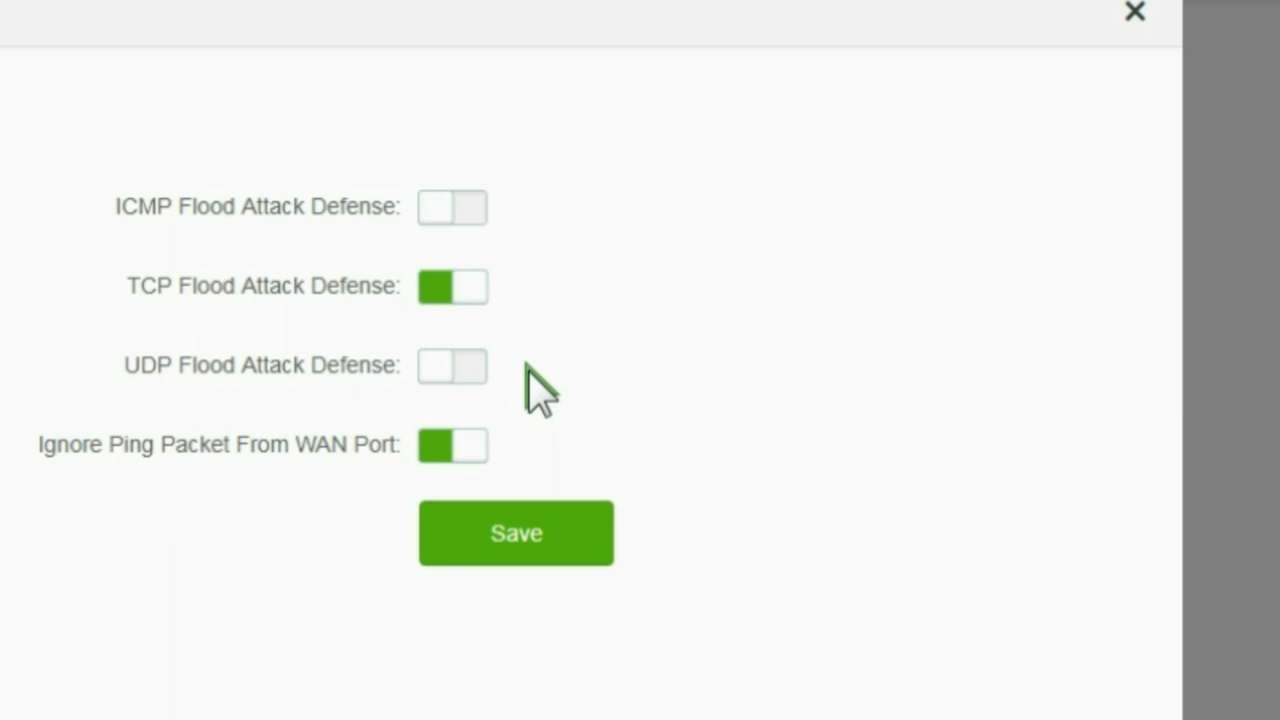 ICMP Flood Attack Defense:
TCP Flood Attack Defense:
UDP Flood Attack Defense:
Ignore Ping Packet From WAN Port:
Save